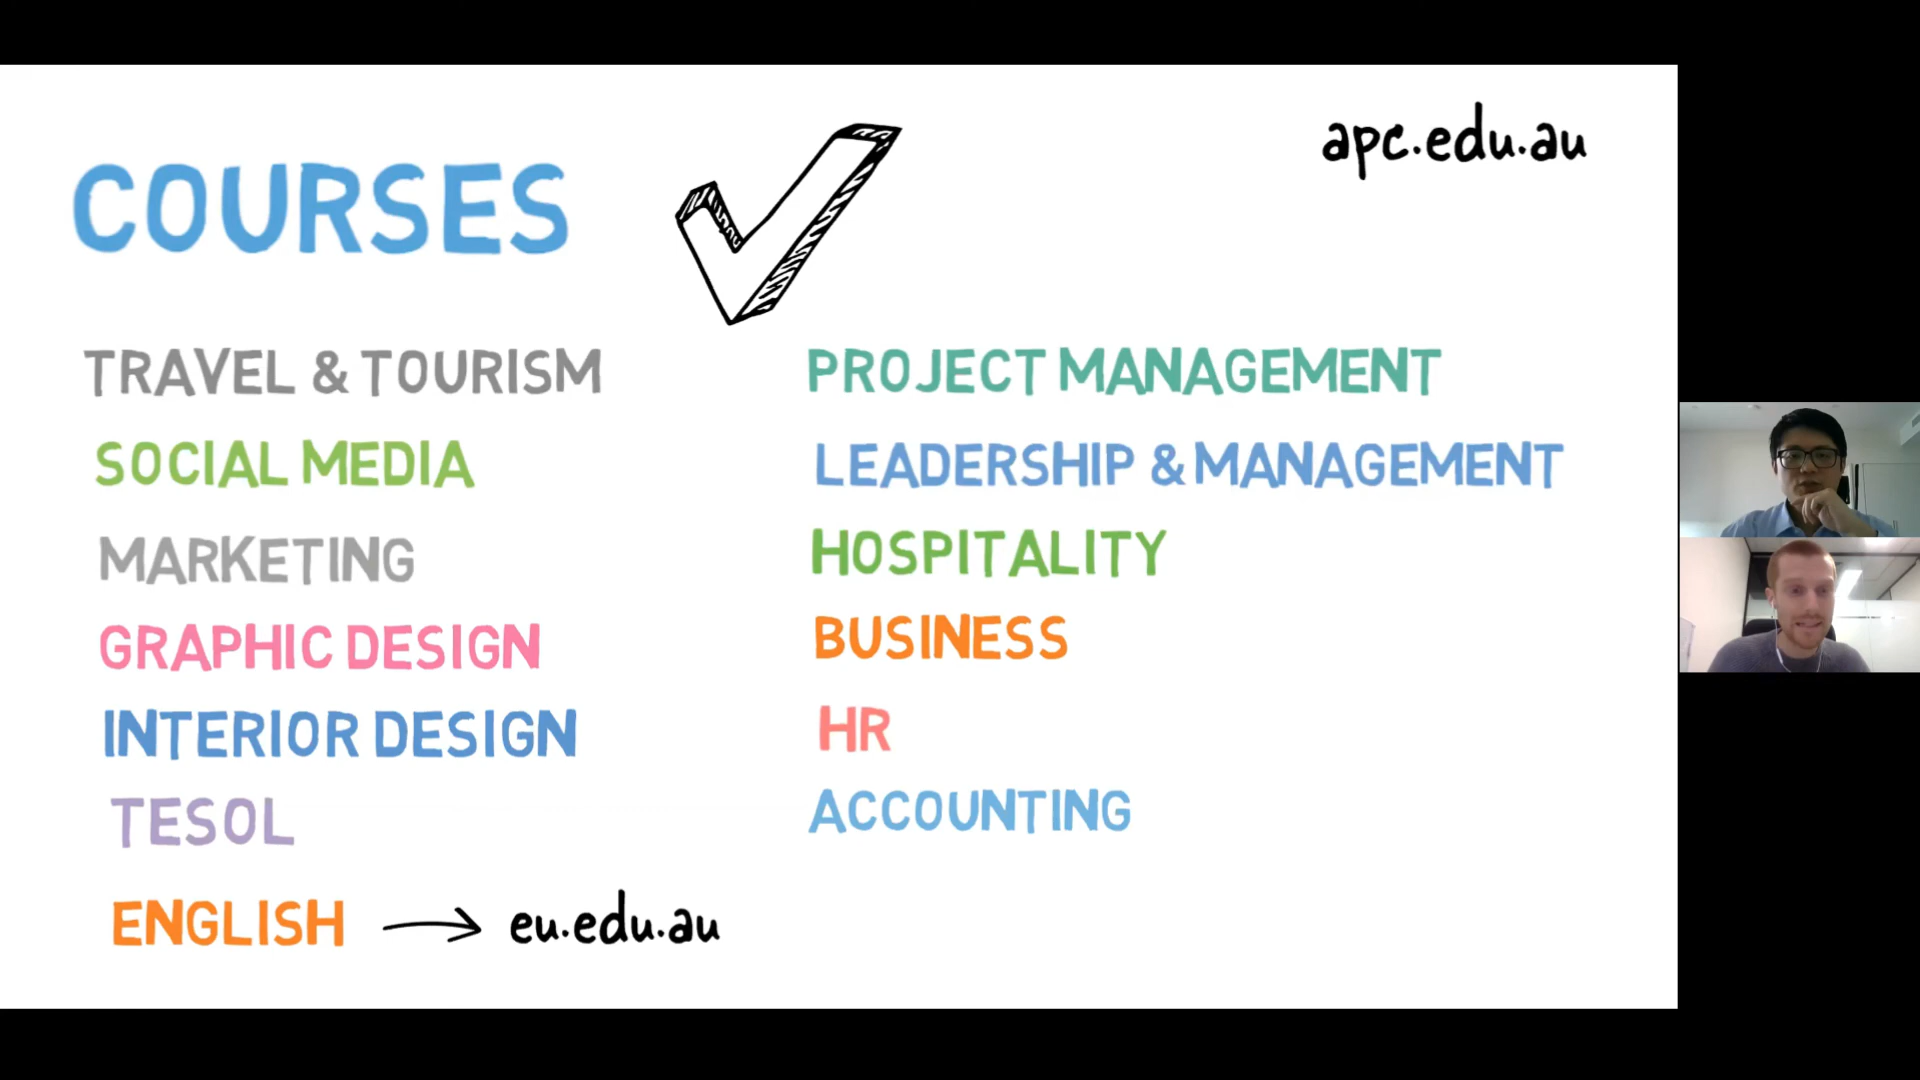 apc.edu.au
COURSES
TRAVEL & TOURISM
SOCIAL MEDIA
MARKETING
GRAPHIC DESIGN
INTERIOR DESIGN
TESOL
ENGLISH → eu.edu.au
PROJECT MANAGEMENT
LEADERSHIP & MANAGEMENT
HOSPITALITY
BUSINESS
HR
ACCOUNTING